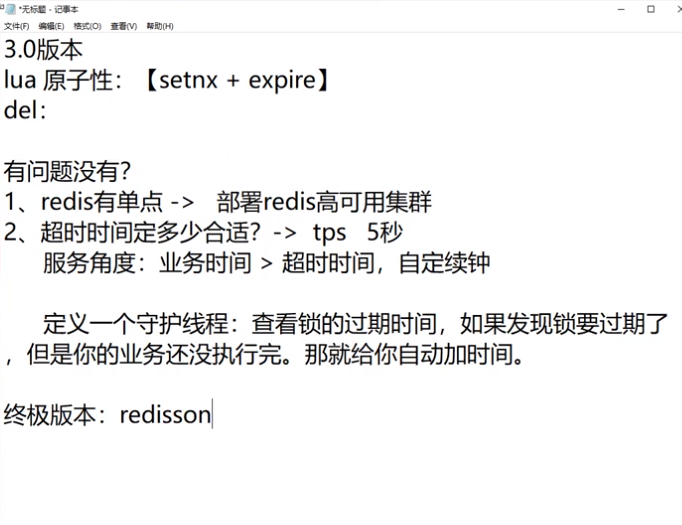 *无标题 - 记事本
文件(F) 编辑(E) 格式(O) 查看(V) 帮助(H)
3.0版本
lua 原子性：【setnx + expire】
del：
有问题没有？
1、redis有单点 -> 部署redis高可用集群
2、超时时间定多少合适？-> tps 5秒
服务角度：业务时间 > 超时时间，自定续钟
定义一个守护线程：查看锁的过期时间，如果发现锁要过期了
，但是你的业务还没执行完。那就给你自动加时间。
终极版本：redisson